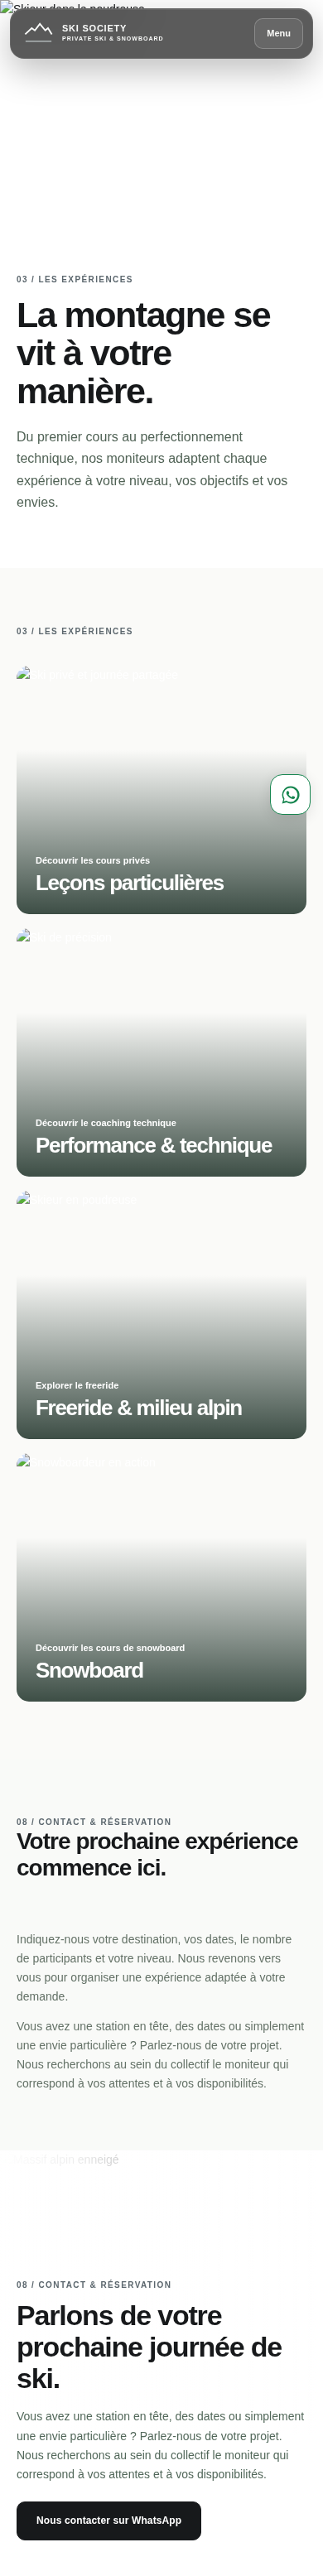 Skieur dans la poudreuse
SKI SOCIETY
PRIVATE SKI & SNOWBOARD
Menu
03 / LES EXPÉRIENCES
La montagne se
vit à votre
manière.
Du premier cours au perfectionnement
technique, nos moniteurs adaptent chaque
expérience à votre niveau, vos objectifs et vos
envies.
03 / LES EXPÉRIENCES
Découvrir les cours privés
Leçons particulières
Découvrir le coaching technique
Performance & technique
Explorer le freeride
Freeride & milieu alpin
Découvrir les cours de snowboard
Snowboard
08 / CONTACT & RÉSERVATION
Votre prochaine expérience
commence ici.
Indiquez-nous votre destination, vos dates, le nombre
de participants et votre niveau. Nous revenons vers
vous pour organiser une expérience adaptée à votre
demande.
Vous avez une station en tête, des dates ou simplement
une envie particulière ? Parlez-nous de votre projet.
Nous recherchons au sein du collectif le moniteur qui
correspond à vos attentes et à vos disponibilités.
alpin enneigé
08 / CONTACT & RÉSERVATION
Parlons de votre
prochaine journée de
ski.
Vous avez une station en tête, des dates ou simplement
une envie particulière ? Parlez-nous de votre projet.
Nous recherchons au sein du collectif le moniteur qui
correspond à vos attentes et à vos disponibilités.
Nous contacter sur WhatsApp